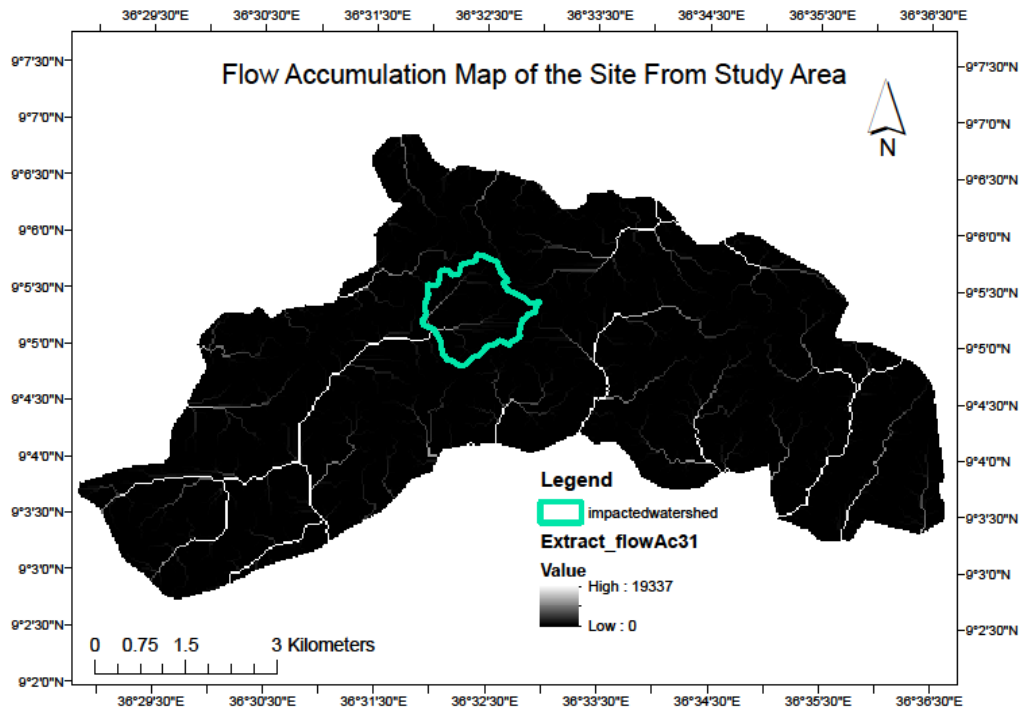 36°29'30"E 36°30'30"E 36°31'30"E 36°32'30"E 36°33'30"E 36°34'30"E 36°35'30"E 36°36'30"E
Flow Accumulation Map of the Site From Study Area
N
9°7'30"N 9°7'30"N
9°7'0"N 9°7'0"N
9°6'30"N 9°6'30"N
9°6'0"N 9°6'0"N
9°5'30"N 9°5'30"N
9°5'0"N 9°5'0"N
9°4'30"N 9°4'30"N
9°4'0"N 9°4'0"N
9°3'30"N 9°3'30"N
9°3'0"N 9°3'0"N
9°2'30"N 9°2'30"N
9°2'0"N
Legend
impactedwatershed
Extract_flowAc31
Value
High : 19337
Low : 0
0 0.75 1.5 3 Kilometers
36°29'30"E 36°30'30"E 36°31'30"E 36°32'30"E 36°33'30"E 36°34'30"E 36°35'30"E 36°36'30"E